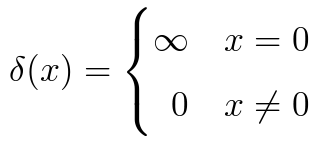 δ(x) = { ∞ x = 0
0 x ≠ 0